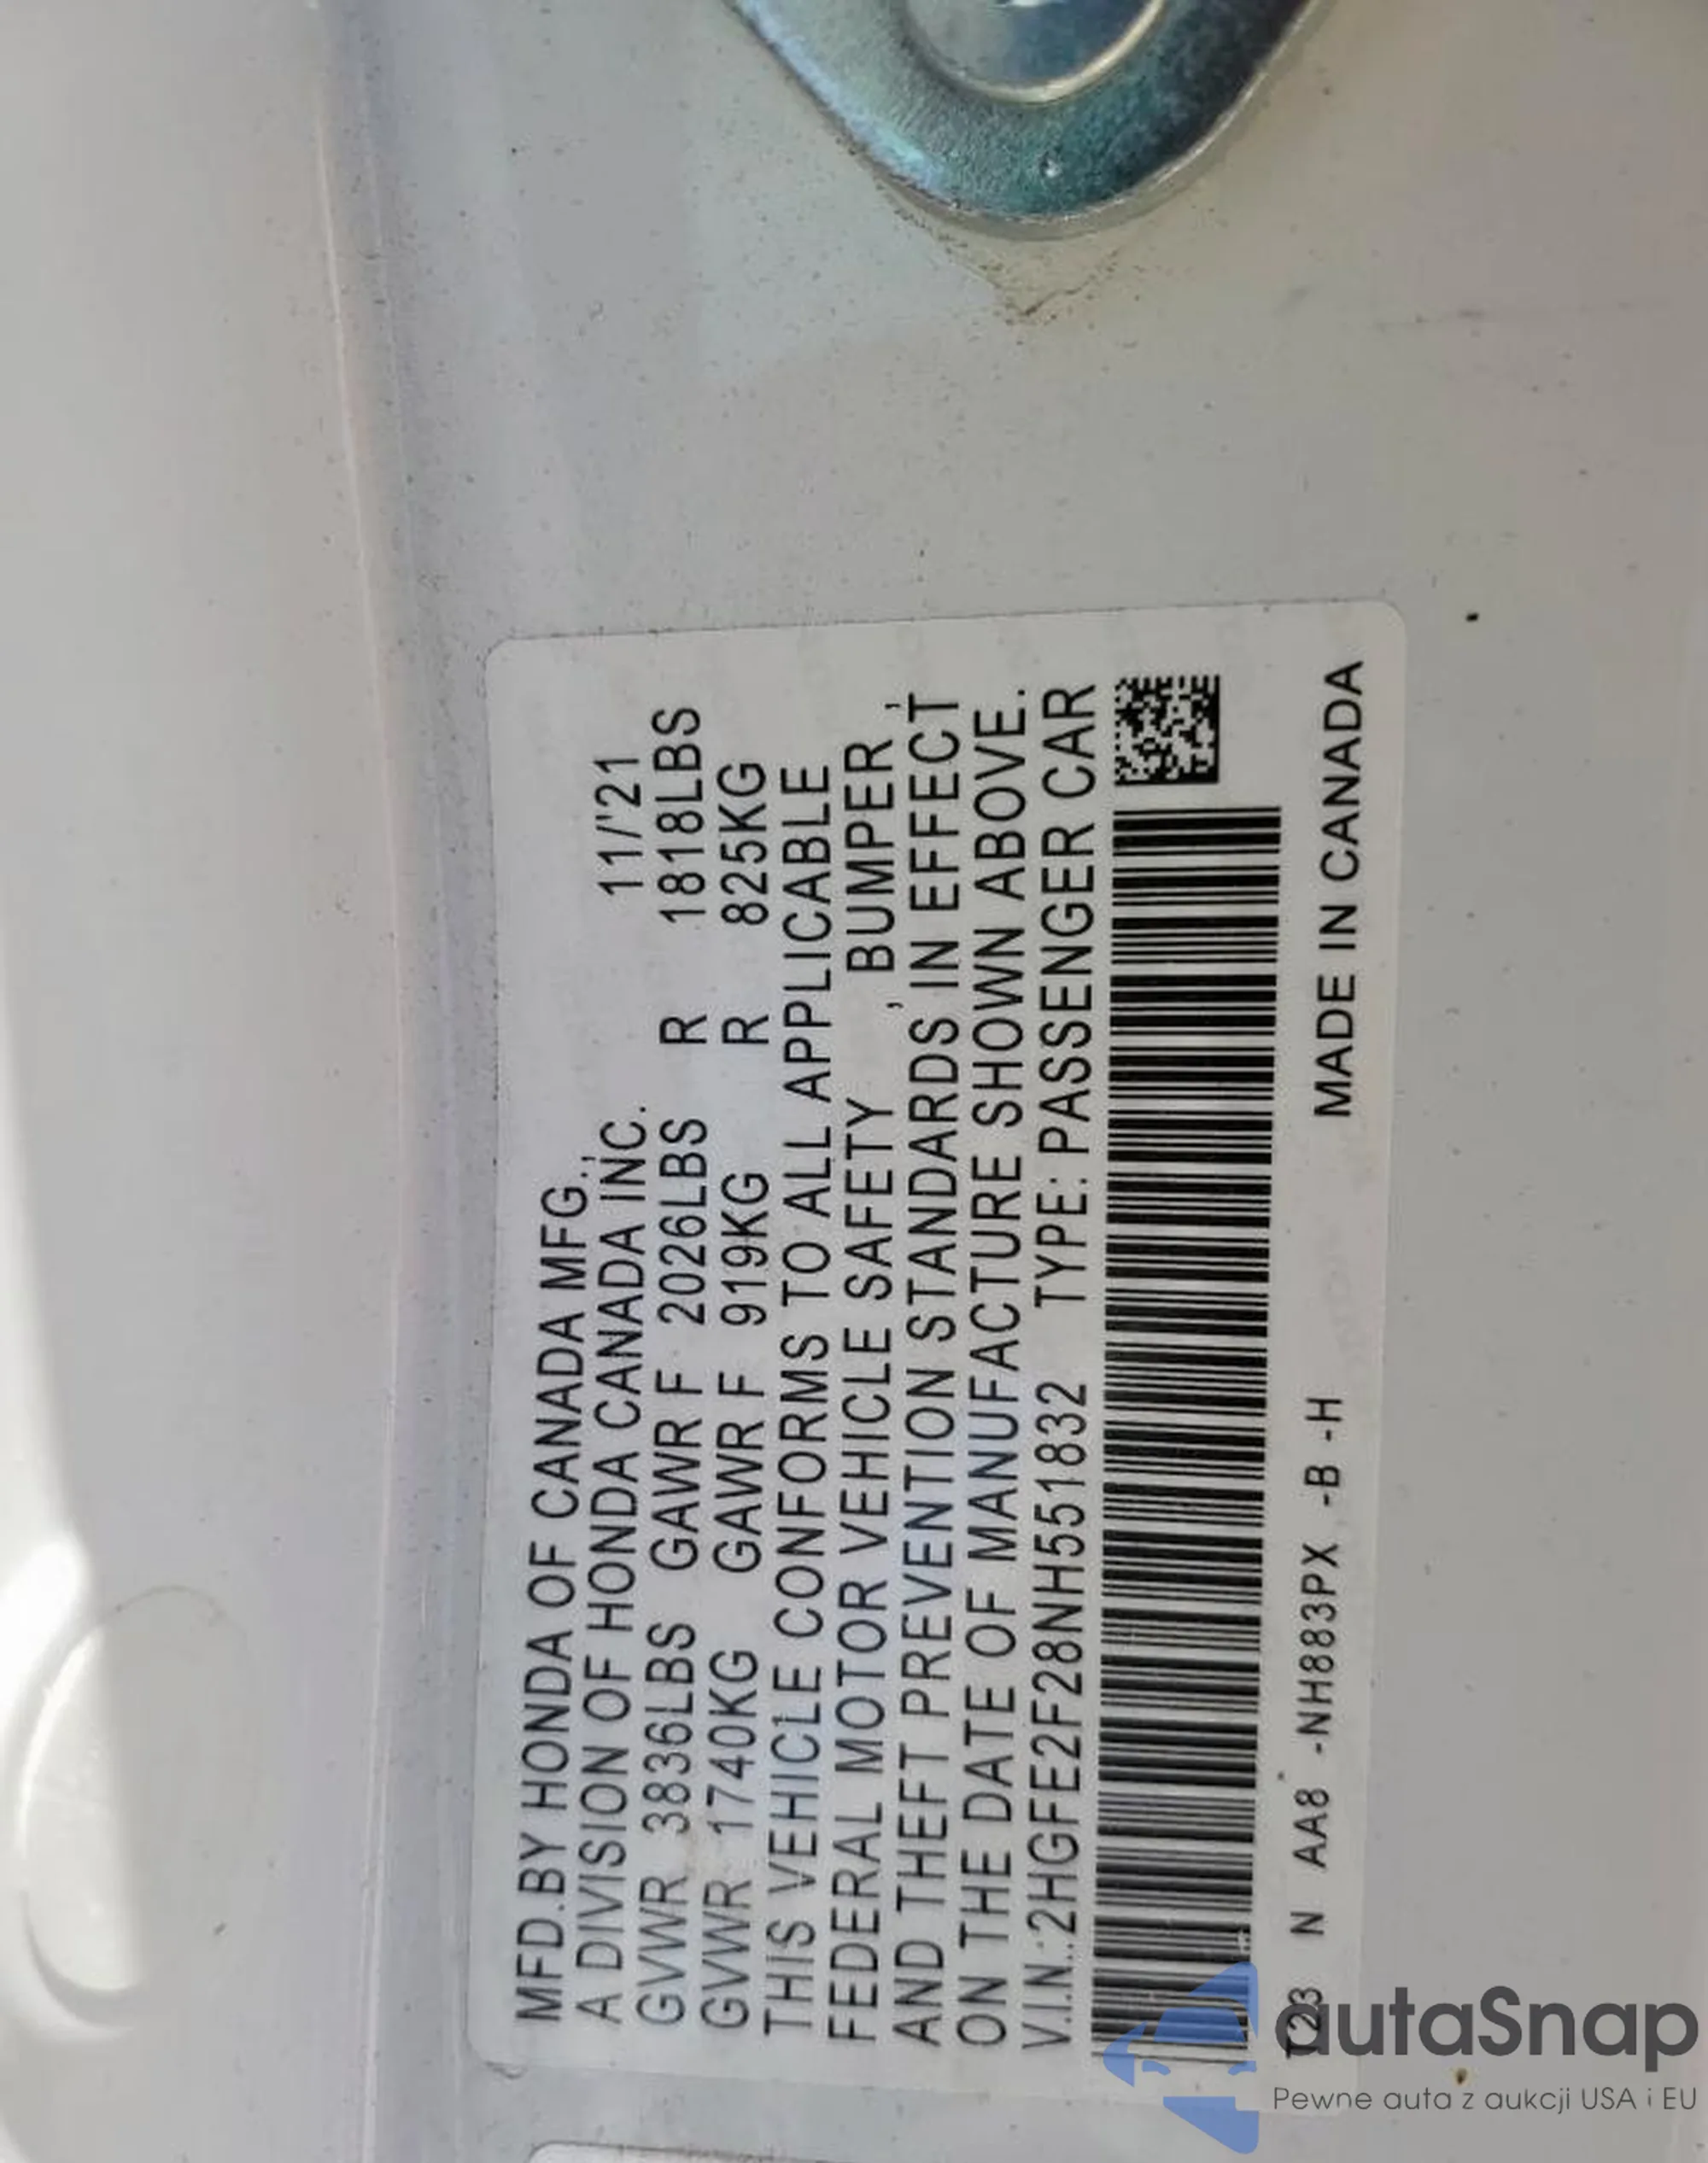 MFD.BY HONDA OF CANADA MFG.,
A DIVISION OF HONDA CANADA INC. 11/'21
GVWR 3836LBS GAWR F 2026LBS R 1818LBS
GVWR 1740KG GAWR F 919KG R 825KG
THIS VEHICLE CONFORMS TO ALL APPLICABLE
FEDERAL MOTOR VEHICLE SAFETY , BUMPER ,
AND THEFT PREVENTION STANDARDS IN EFFECT
ON THE DATE OF MANUFACTURE SHOWN ABOVE.
V.I.N.:2HGFE2F28NH551832 TYPE: PASSENGER CAR
T23 N AA8 -NH883PX -B -H MADE IN CANADA
autaSnap
Pewne auta z aukcji USA i EU